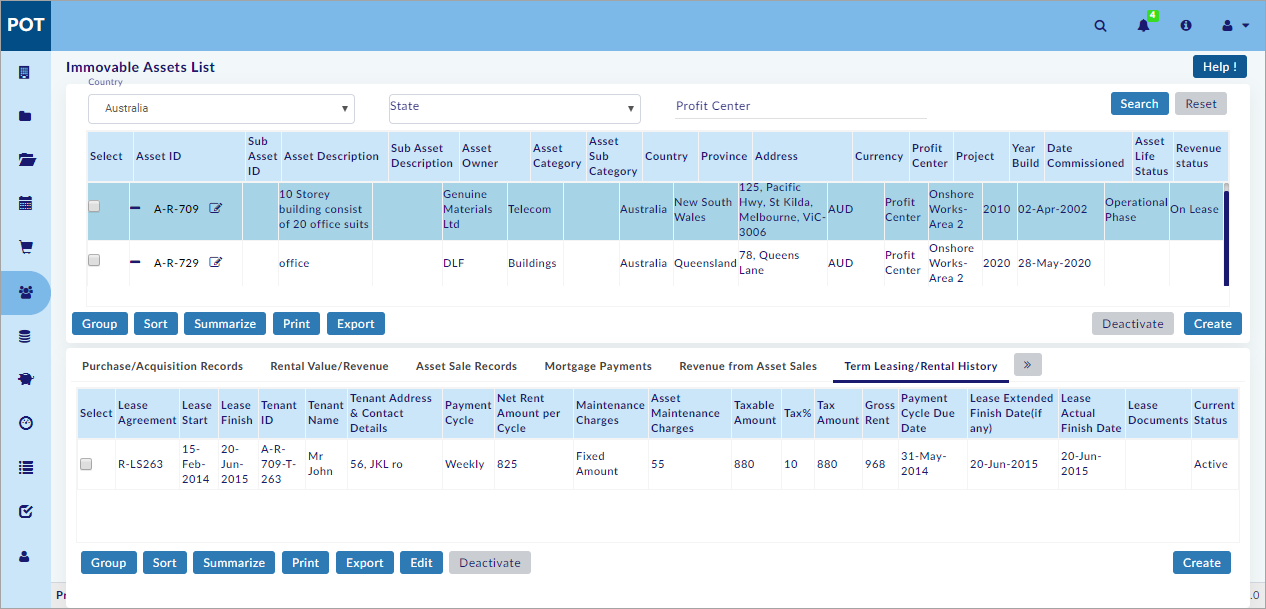 POT
4
Immovable Assets List
Help !
Country
Australia
State
Profit Center
Search
Reset
Select
Asset ID
Sub Asset ID
Asset Description
Sub Asset Description
Asset Owner
Asset Category
Asset Sub Category
Country
Province
Address
Currency
Profit Center
Project
Year Build
Date Commissioned
Asset Life Status
Revenue status
A-R-709
10 Storey building consist of 20 office suits
Genuine Materials Ltd
Telecom
Australia
New South Wales
125, Pacific Hwy, St Kilda, Melbourne, ViC-3006
AUD
Profit Center
Onshore Works-Area 2
2010
02-Apr-2002
Operational Phase
On Lease
A-R-729
office
DLF
Buildings
Australia
Queensland
78, Queens Lane
AUD
Profit Center
Onshore Works-Area 2
2020
28-May-2020
Group
Sort
Summarize
Print
Export
Deactivate
Create
Purchase/Acquisition Records
Rental Value/Revenue
Asset Sale Records
Mortgage Payments
Revenue from Asset Sales
Term Leasing/Rental History
»
Select
Lease Agreement
Lease Start
Lease Finish
Tenant ID
Tenant Name
Tenant Address & Contact Details
Payment Cycle
Net Rent Amount per Cycle
Maintenance Charges
Asset Maintenance Charges
Taxable Amount
Tax%
Tax Amount
Gross Rent
Payment Cycle Due Date
Lease Extended Finish Date(if any)
Lease Actual Finish Date
Lease Documents
Current Status
R-LS263
15-Feb-2014
20-Jun-2015
A-R-709-T-263
Mr John
56, JKL ro
Weekly
825
Fixed Amount
55
880
10
880
968
31-May-2014
20-Jun-2015
20-Jun-2015
Active
Group
Sort
Summarize
Print
Export
Edit
Deactivate
Create